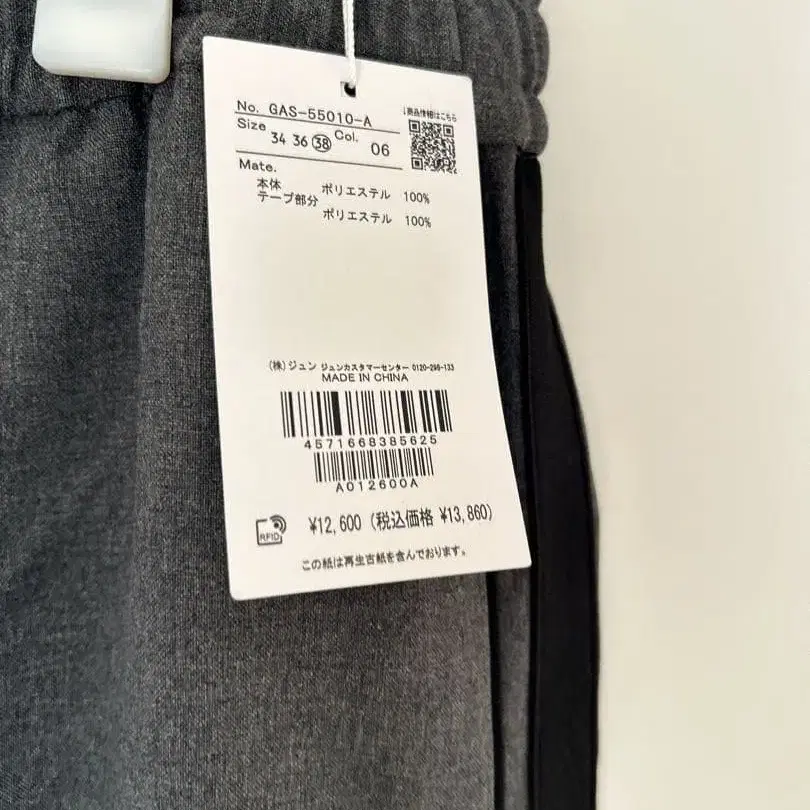 No. GAS-55010-A
↓商品情報はこちら
Size 34 36 38 Col. 06
Mate.
本体 ポリエステル 100%
テープ部分
ポリエステル 100%
(株)ジュン ジュンカスタマーセンター 0120-298-133
MADE IN CHINA
4571668385625
A012600A
RFID ¥12,600 (税込価格 ¥13,860)
この紙は再生古紙を含んでおります。